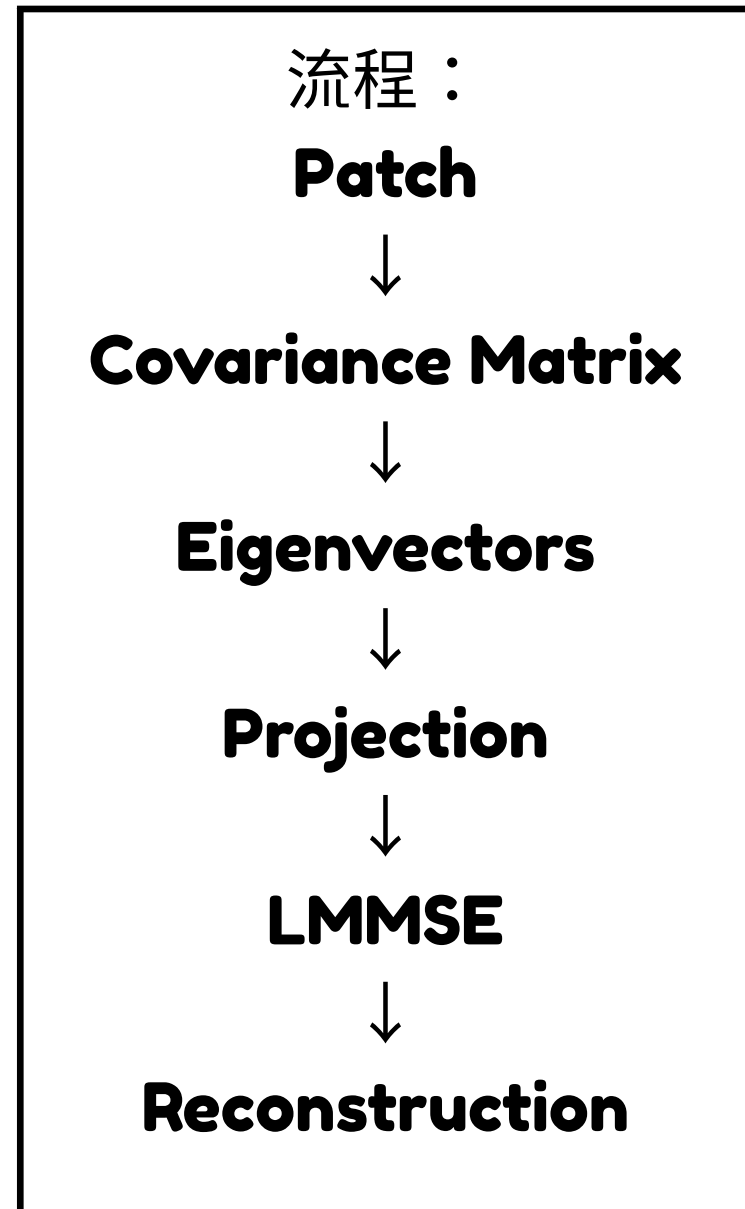 流程：
Patch
↓
Covariance Matrix
↓
Eigenvectors
↓
Projection
↓
LMMSE
↓
Reconstruction